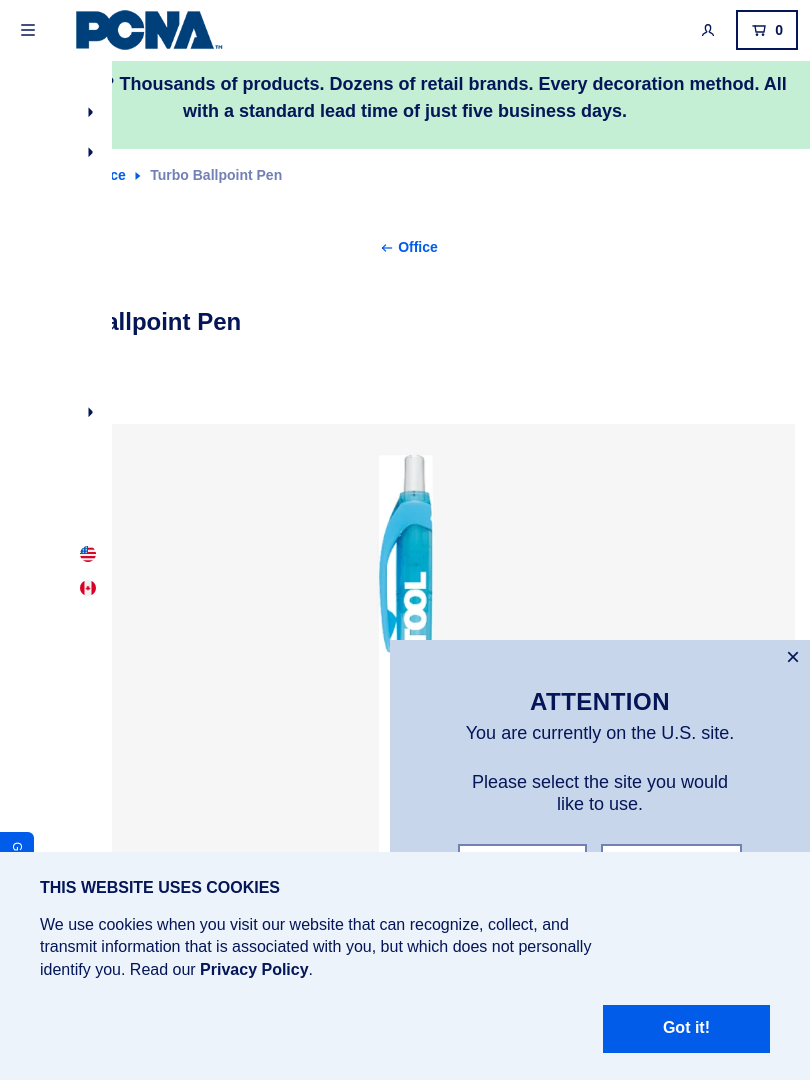 PCNA™
0
? Thousands of products. Dozens of retail brands. Every decoration method. All
with a standard lead time of just five business days.
ce Turbo Ballpoint Pen
Office
allpoint Pen
TOOL
ATTENTION
You are currently on the U.S. site.
Please select the site you would
like to use.
G
THIS WEBSITE USES COOKIES
We use cookies when you visit our website that can recognize, collect, and
transmit information that is associated with you, but which does not personally
identify you. Read our Privacy Policy.
Got it!